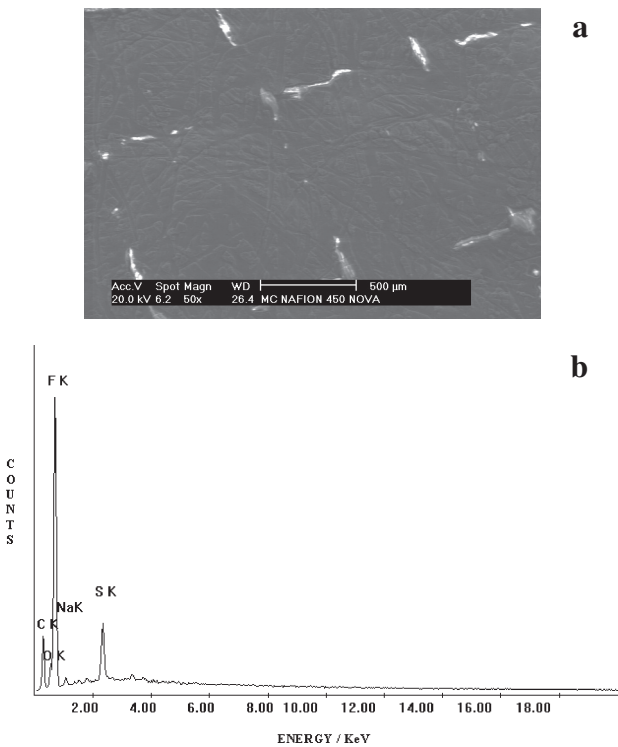 a
Acc.V Spot Magn WD 500 µm
20.0 kV 6.2 50x 26.4 MC NAFION 450 NOVA
b
F K
COUNTS
S K
NaK
C K
O K
2.00 4.00 6.00 8.00 10.00 12.00 14.00 16.00 18.00
ENERGY / KeV